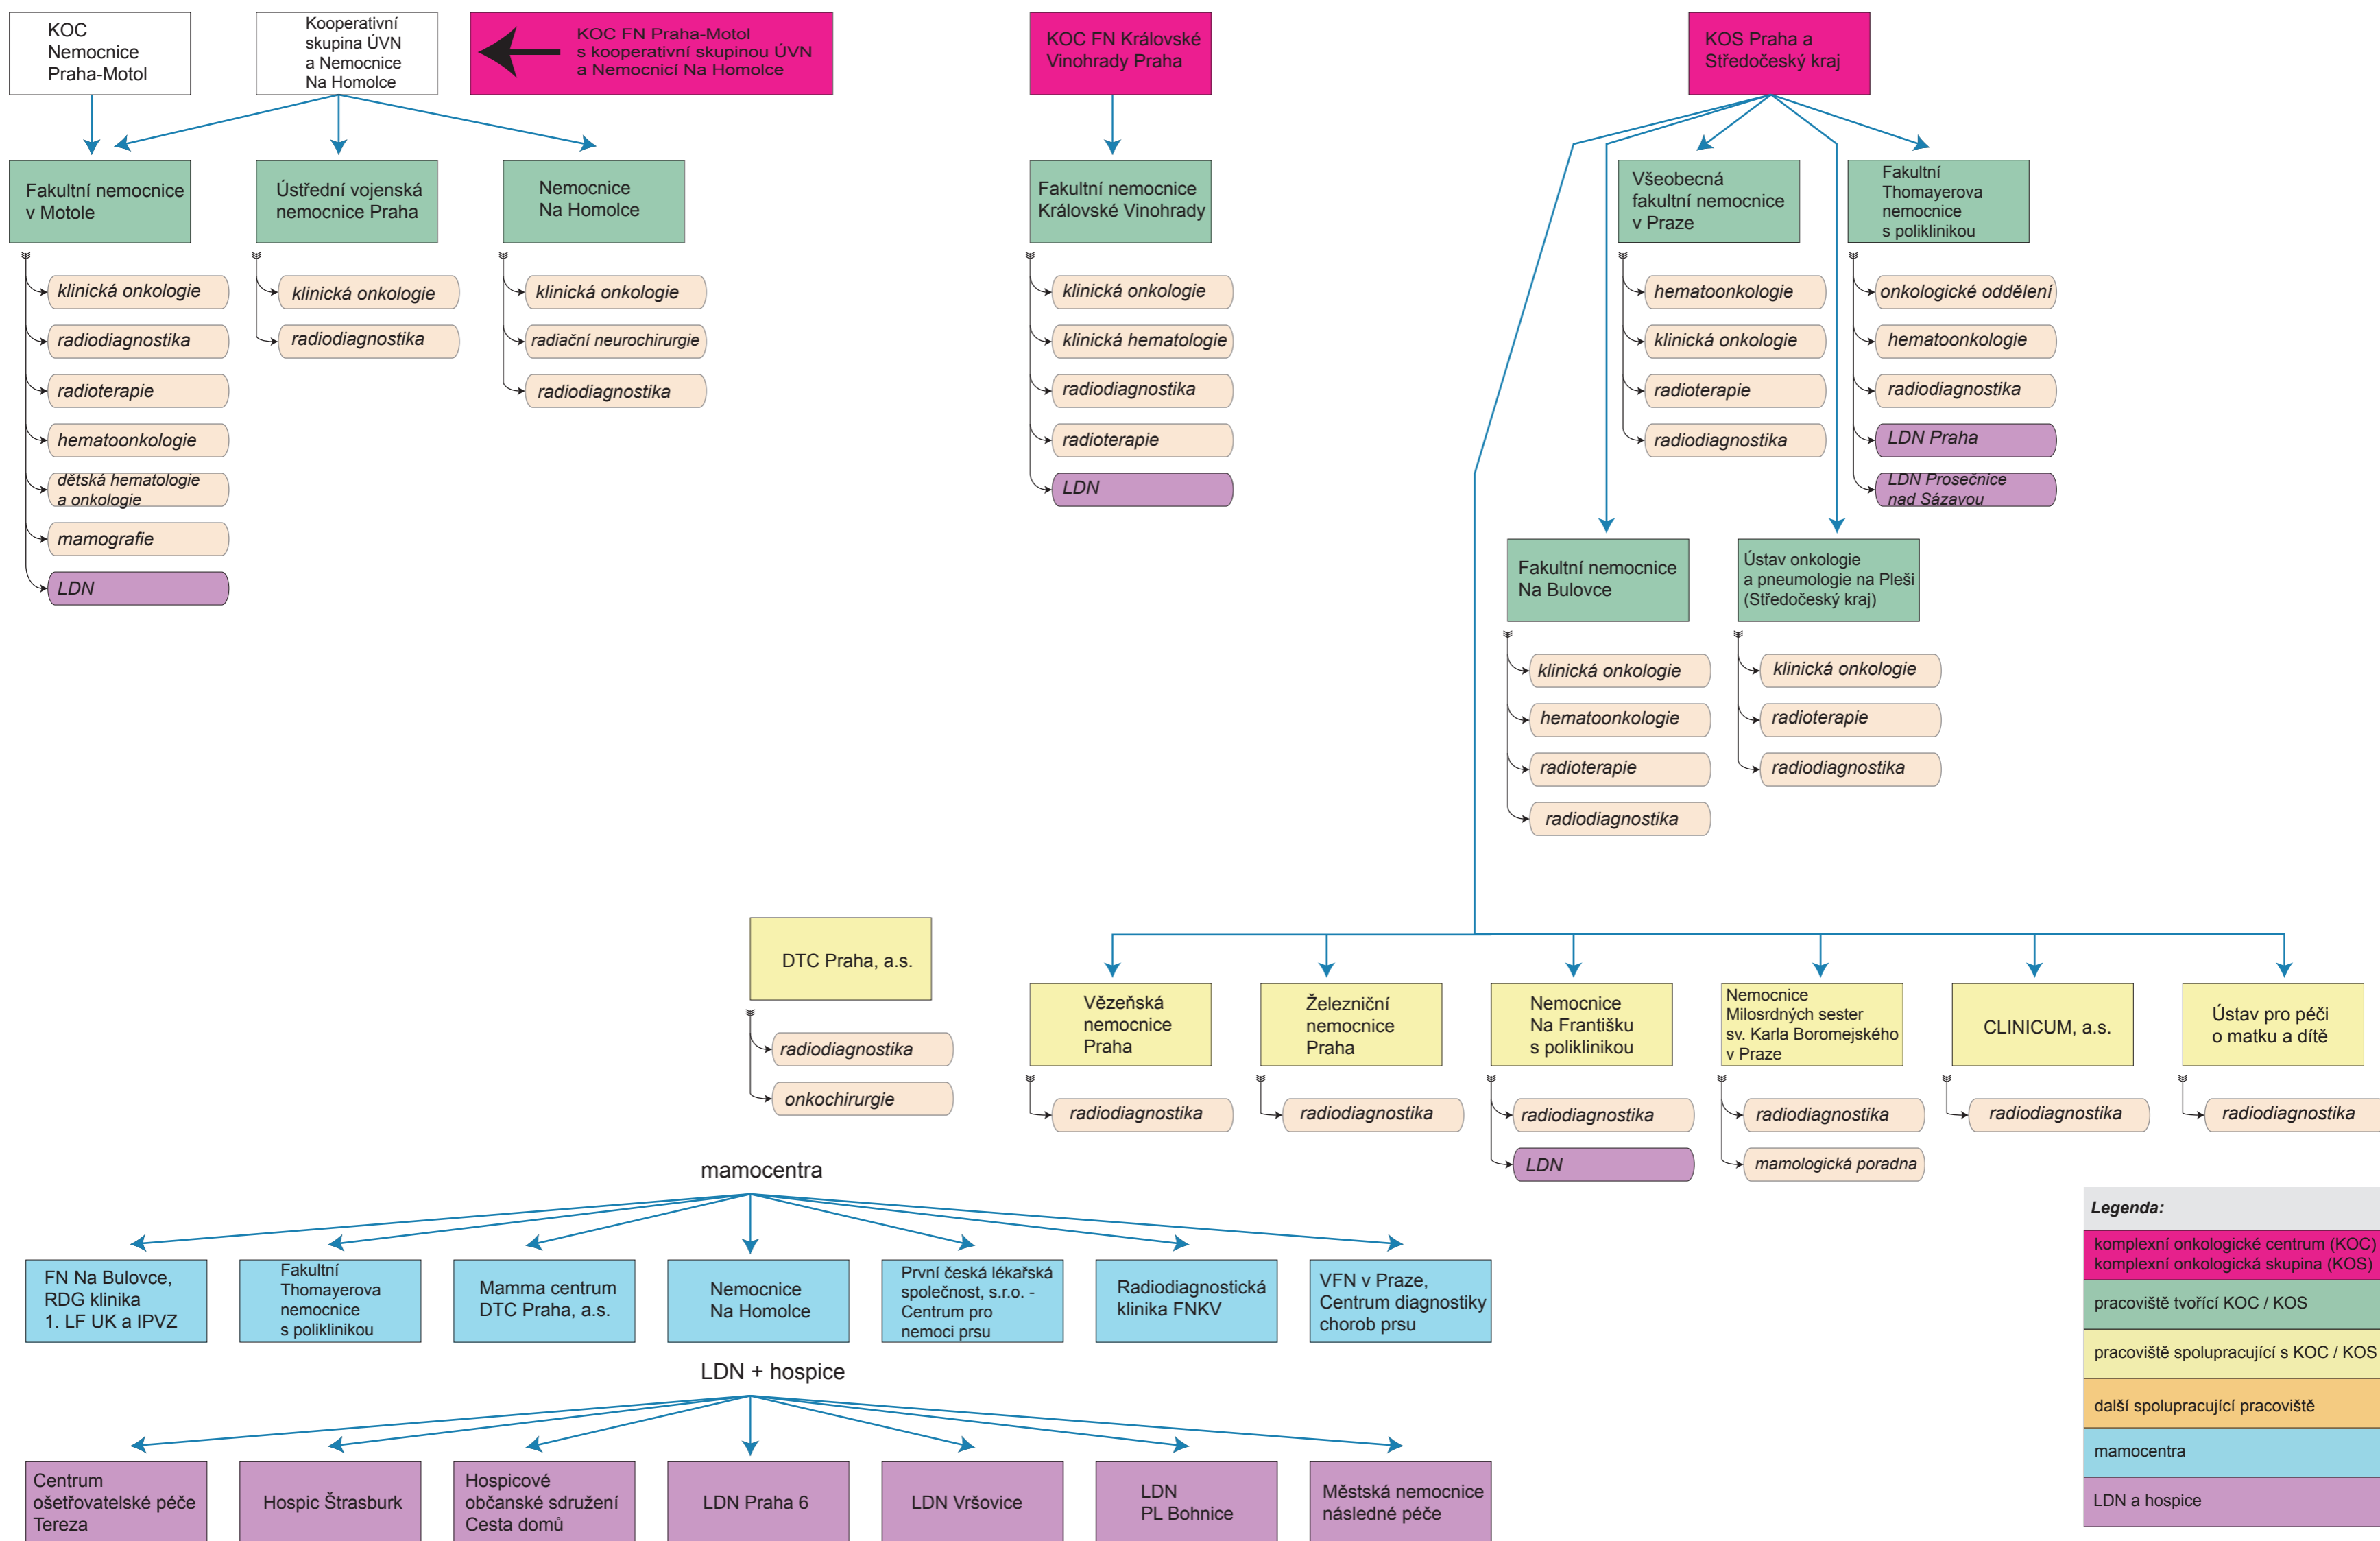 KOC
Nemocnice
Praha-Motol
Kooperativní
skupina ÚVN
a Nemocnice
Na Homolce
KOC FN Praha-Motol
s kooperativní skupinou ÚVN
a Nemocnicí Na Homolce
KOC FN Královské
Vinohrady Praha
KOS Praha a
Středočeský kraj
Fakultní nemocnice
v Motole
Ústřední vojenská
nemocnice Praha
Nemocnice
Na Homolce
Fakultní nemocnice
Královské Vinohrady
Všeobecná
fakultní nemocnice
v Praze
Fakultní
Thomayerova
nemocnice
s poliklinikou
klinická onkologie
radiodiagnostika
radioterapie
hematoonkologie
dětská hematologie
a onkologie
mamografie
LDN
klinická onkologie
radiodiagnostika
klinická onkologie
radiační neurochirurgie
radiodiagnostika
klinická onkologie
klinická hematologie
radiodiagnostika
radioterapie
LDN
hematoonkologie
klinická onkologie
radioterapie
radiodiagnostika
onkologické oddělení
hematoonkologie
radiodiagnostika
LDN Praha
LDN Prosečnice
nad Sázavou
Fakultní nemocnice
Na Bulovce
Ústav onkologie
a pneumologie na Pleši
(Středočeský kraj)
klinická onkologie
hematoonkologie
radioterapie
radiodiagnostika
klinická onkologie
radioterapie
radiodiagnostika
DTC Praha, a.s.
radiodiagnostika
onkochirurgie
Vězeňská
nemocnice
Praha
Železniční
nemocnice
Praha
Nemocnice
Na Františku
s poliklinikou
Nemocnice
Milosrdných sester
sv. Karla Boromejského
v Praze
CLINICUM, a.s.
Ústav pro péči
o matku a dítě
radiodiagnostika
radiodiagnostika
radiodiagnostika
LDN
radiodiagnostika
mamologická poradna
radiodiagnostika
radiodiagnostika
mamocentra
FN Na Bulovce,
RDG klinika
1. LF UK a IPVZ
Fakultní
Thomayerova
nemocnice
s poliklinikou
Mamma centrum
DTC Praha, a.s.
Nemocnice
Na Homolce
První česká lékařská
společnost, s.r.o. -
Centrum pro
nemoci prsu
Radiodiagnostická
klinika FNKV
VFN v Praze,
Centrum diagnostiky
chorob prsu
LDN + hospice
Centrum
ošetřovatelské péče
Tereza
Hospic Štrasburk
Hospicové
občanské sdružení
Cesta domů
LDN Praha 6
LDN Vršovice
LDN
PL Bohnice
Městská nemocnice
následné péče
Legenda:
komplexní onkologické centrum (KOC)
komplexní onkologická skupina (KOS)
pracoviště tvořící KOC / KOS
pracoviště spolupracující s KOC / KOS
další spolupracující pracoviště
mamocentra
LDN a hospice